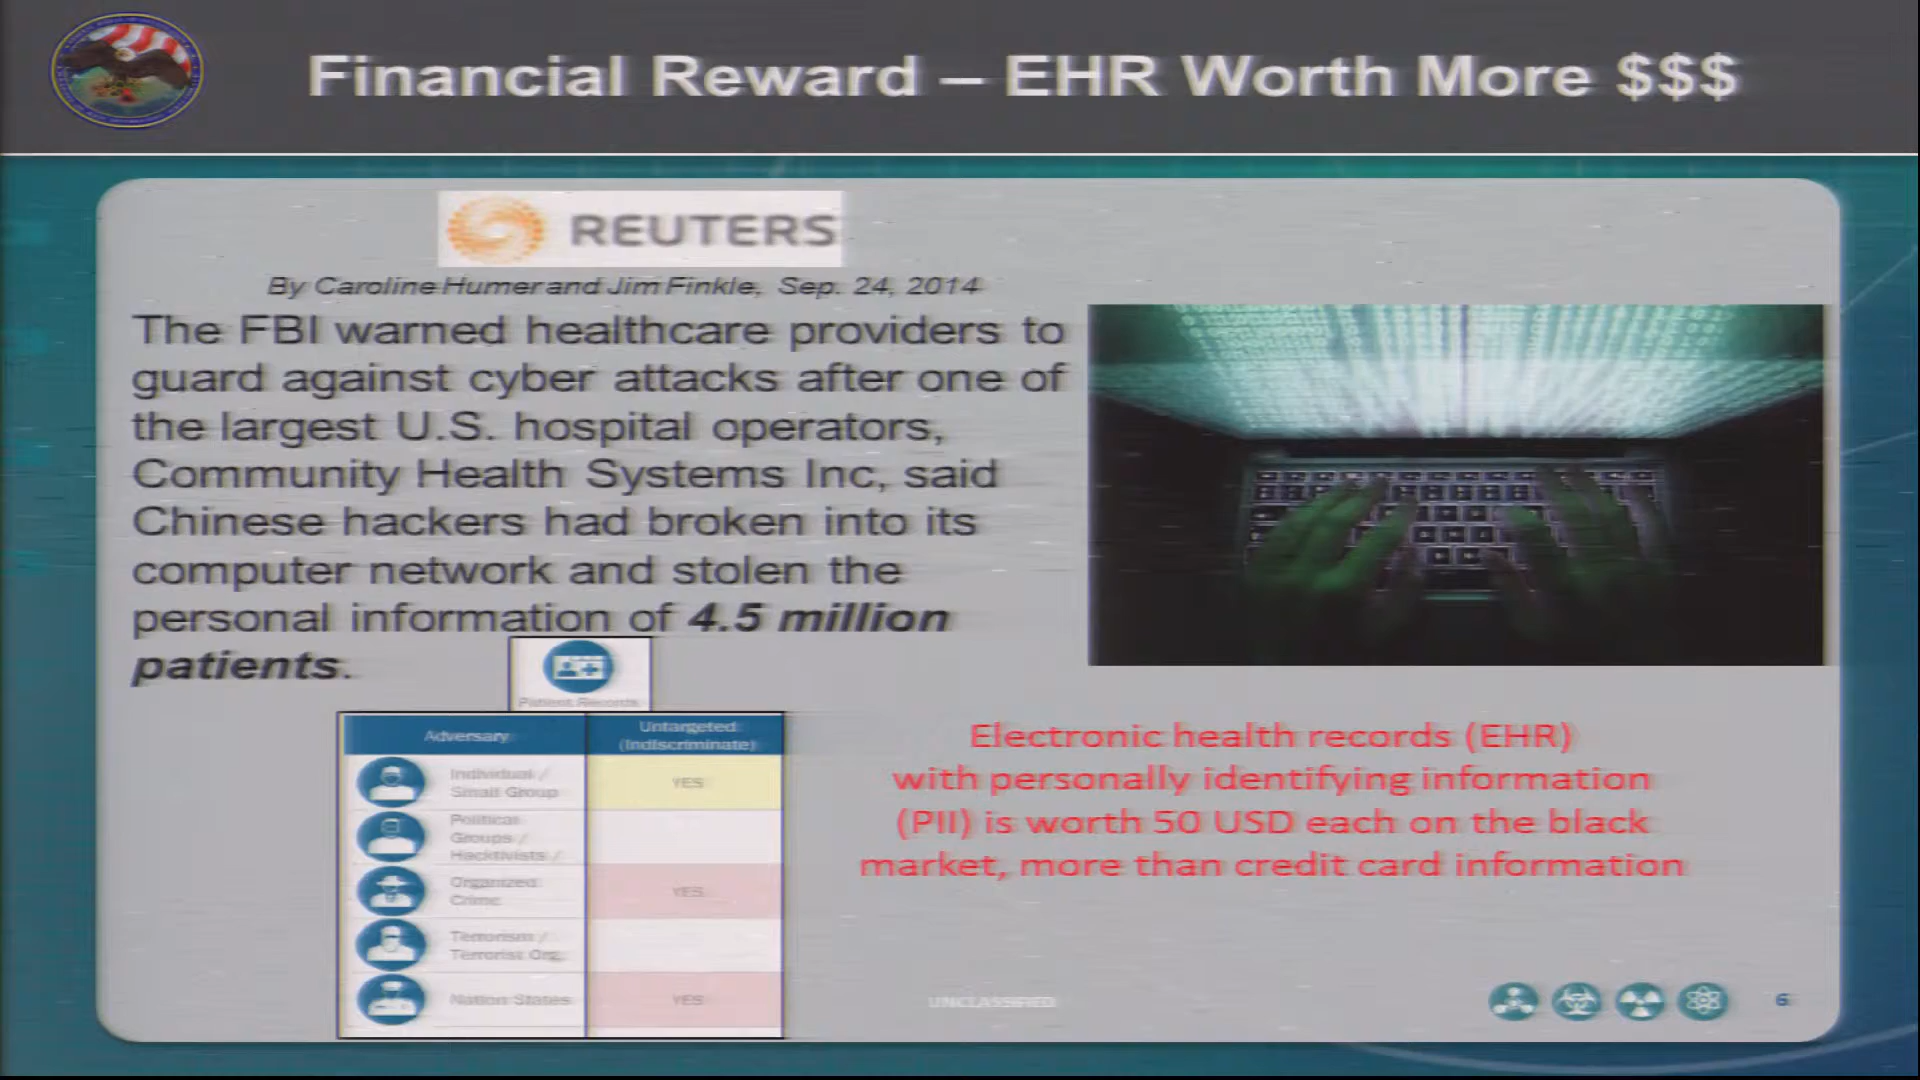 Financial Reward – EHR Worth More $$$
REUTERS
By Caroline Humer and Jim Finkle, Sep. 24, 2014
The FBI warned healthcare providers to
guard against cyber attacks after one of
the largest U.S. hospital operators,
Community Health Systems Inc, said
Chinese hackers had broken into its
computer network and stolen the
personal information of 4.5 million
patients.
Patient Records
Adversary
Untargeted
(Indiscriminate)
Individual /
Small Group
YES
Political
Groups /
Hacktivists /
Organized
Crime
YES
Terrorism /
Terrorist Org.
Nation States
YES
Electronic health records (EHR)
with personally identifying information
(PII) is worth 50 USD each on the black
market, more than credit card information
UNCLASSIFIED
6